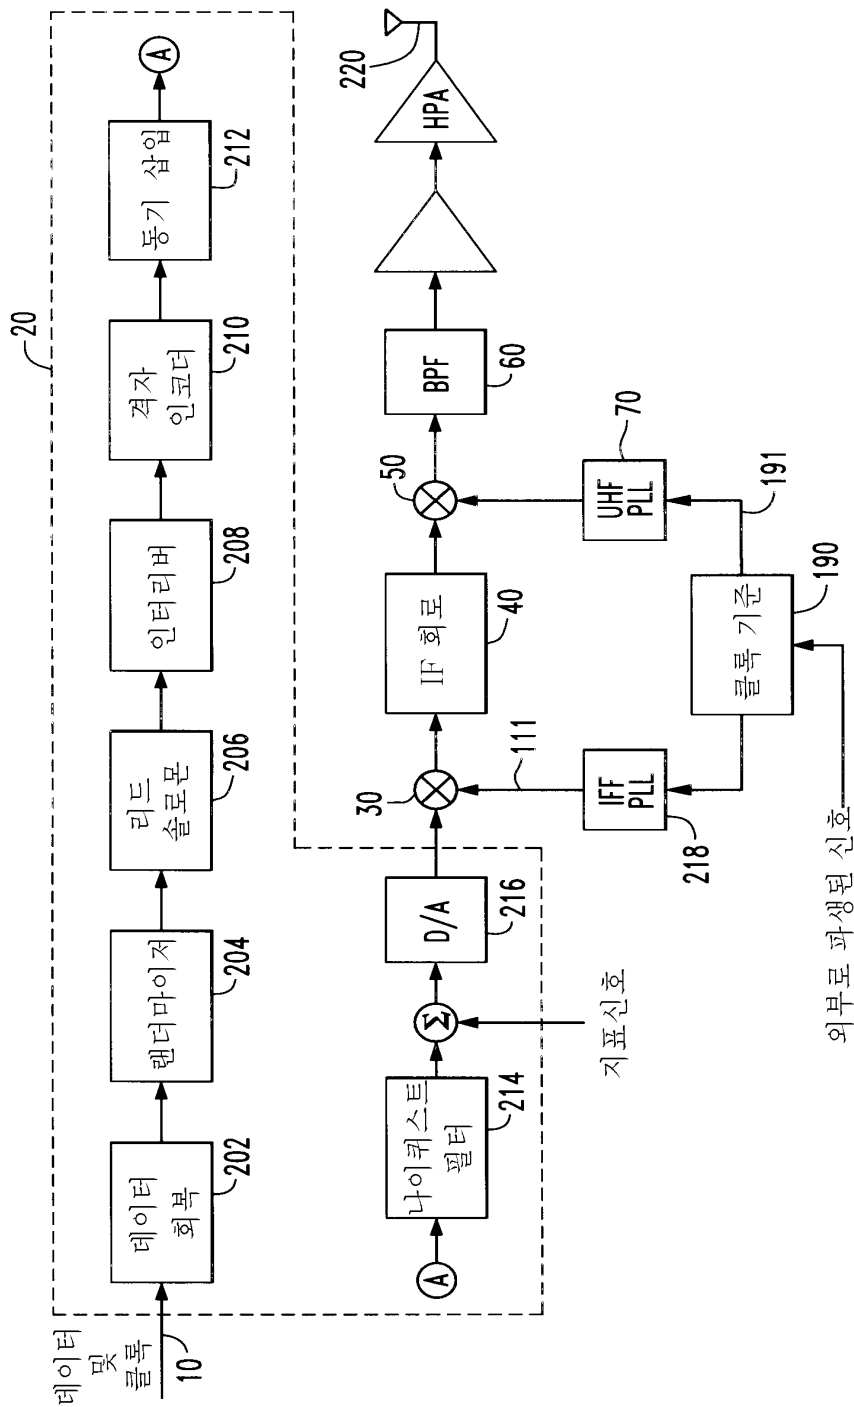 데이터
및
클록
10
20
데이터
회복
202
랜더마이저
204
리드
솔로몬
206
인터리버
208
격자
인코더
210
동기 삽입
212
A
A
나이퀴스트
필터
214
Σ
지표신호
D/A
216
30
111
IFF
PLL
218
IF 회로
40
50
UHF
PLL
70
191
클록 기준
190
외부로 파생된 신호
BPF
60
HPA
220